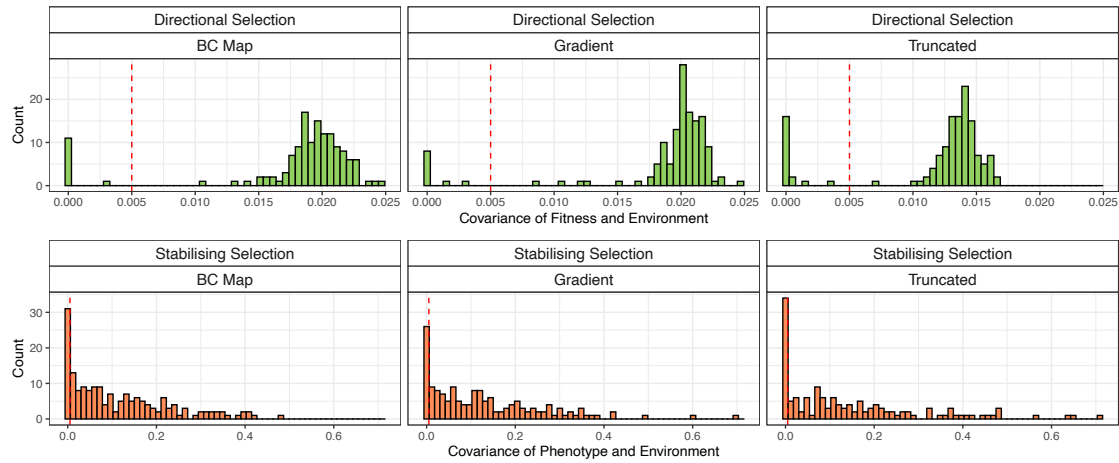 Directional Selection Directional Selection Directional Selection
BC Map Gradient Truncated
Count
20
10
0
0.000 0.005 0.010 0.015 0.020 0.025 0.000 0.005 0.010 0.015 0.020 0.025 0.000 0.005 0.010 0.015 0.020 0.025
Covariance of Fitness and Environment
Stabilising Selection Stabilising Selection Stabilising Selection
BC Map Gradient Truncated
Count
30
20
10
0
0.0 0.2 0.4 0.6 0.0 0.2 0.4 0.6 0.0 0.2 0.4 0.6
Covariance of Phenotype and Environment